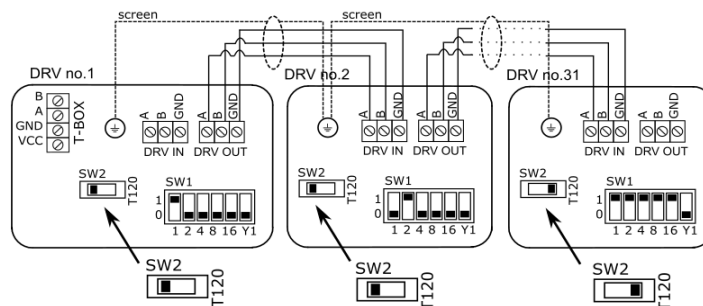 screen
screen
DRV no.1
DRV no.2
DRV no.31
B
A
GND
VCC
T-BOX
A B GND
DRV IN
A B GND
DRV OUT
SW2
T120
SW1
1
0
1 2 4 8 16 Y1
SW2
T120
A B GND
DRV IN
A B GND
DRV OUT
SW2
T120
SW1
1
0
1 2 4 8 16 Y1
SW2
T120
A B GND
DRV IN
DRV OUT
SW2
T120
SW1
1
0
1 2 4 8 16 Y1
SW2
T120